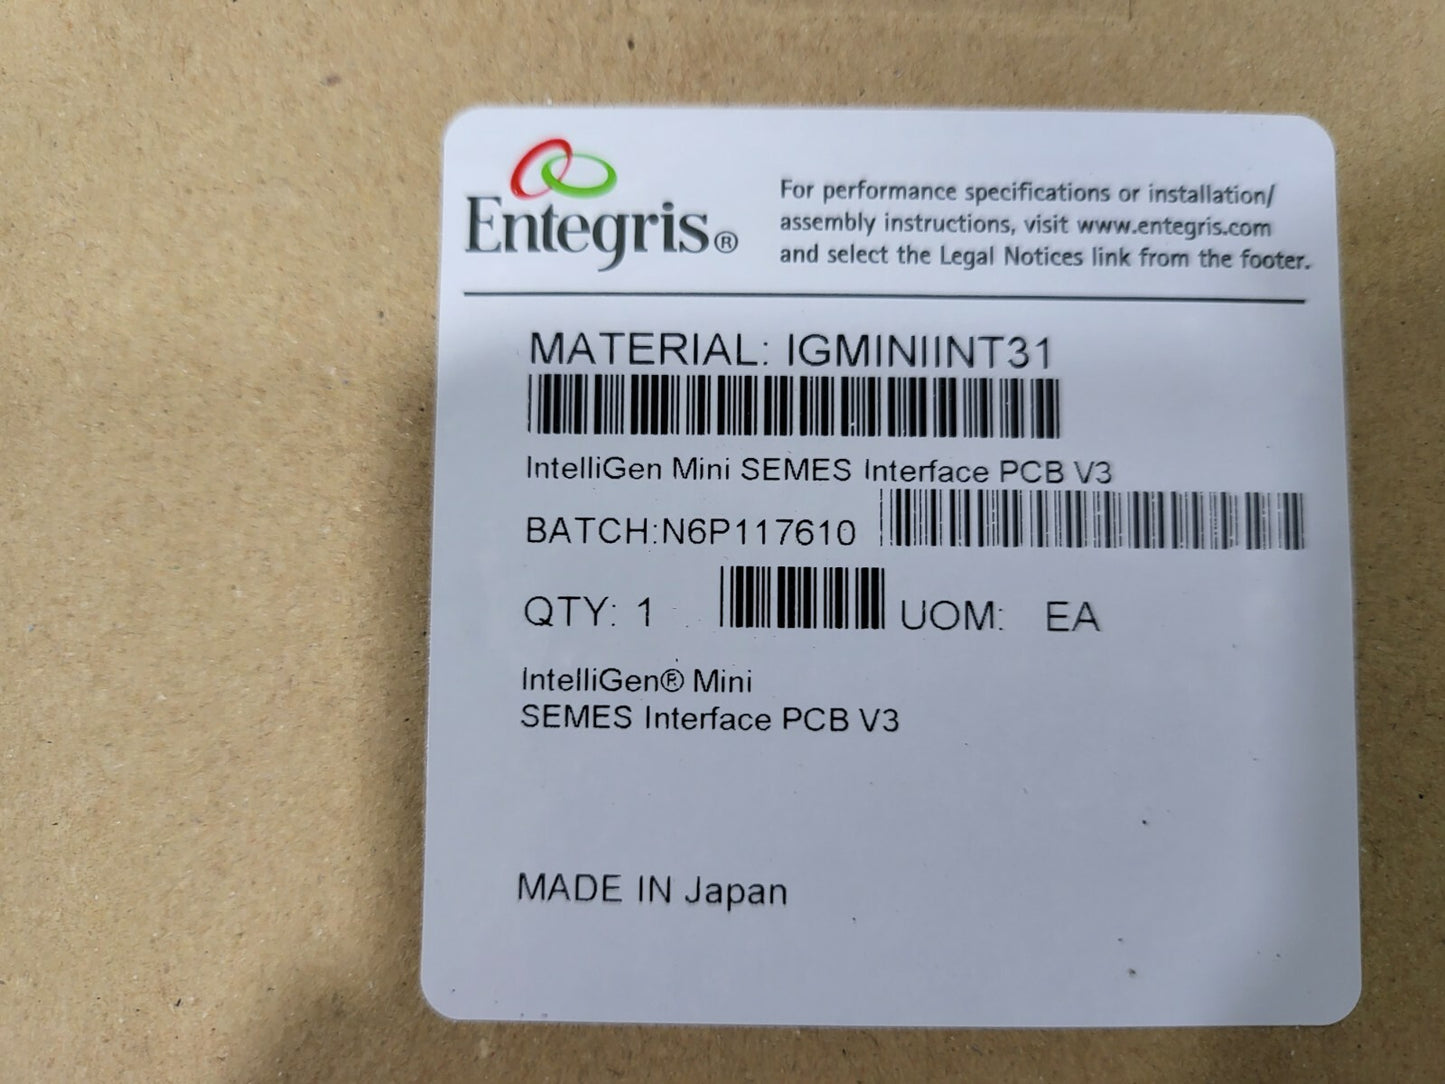 Entegris®
For performance specifications or installation/
assembly instructions, visit www.entegris.com
and select the Legal Notices link from the footer.
MATERIAL: IGMINIINT31
IntelliGen Mini SEMES Interface PCB V3
BATCH:N6P117610
QTY: 1 UOM: EA
IntelliGen® Mini
SEMES Interface PCB V3
MADE IN Japan